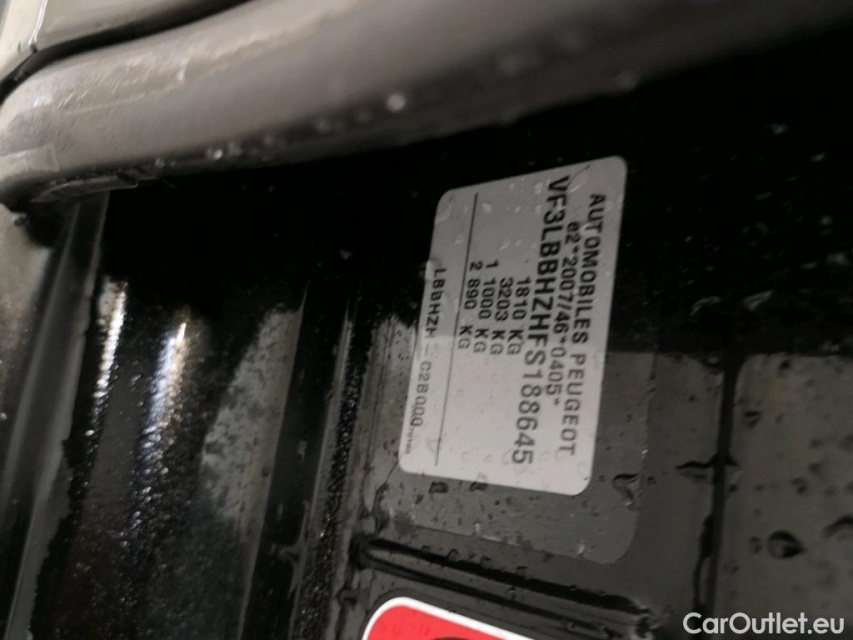 AUTOMOBILES PEUGEOT
e2*2007/46*0405*
VF3LBBHZHFS188645
1810 KG
3203 KG
1 1000 KG
2 890 KG
LBBHZH - C2B000
CarOutlet.eu